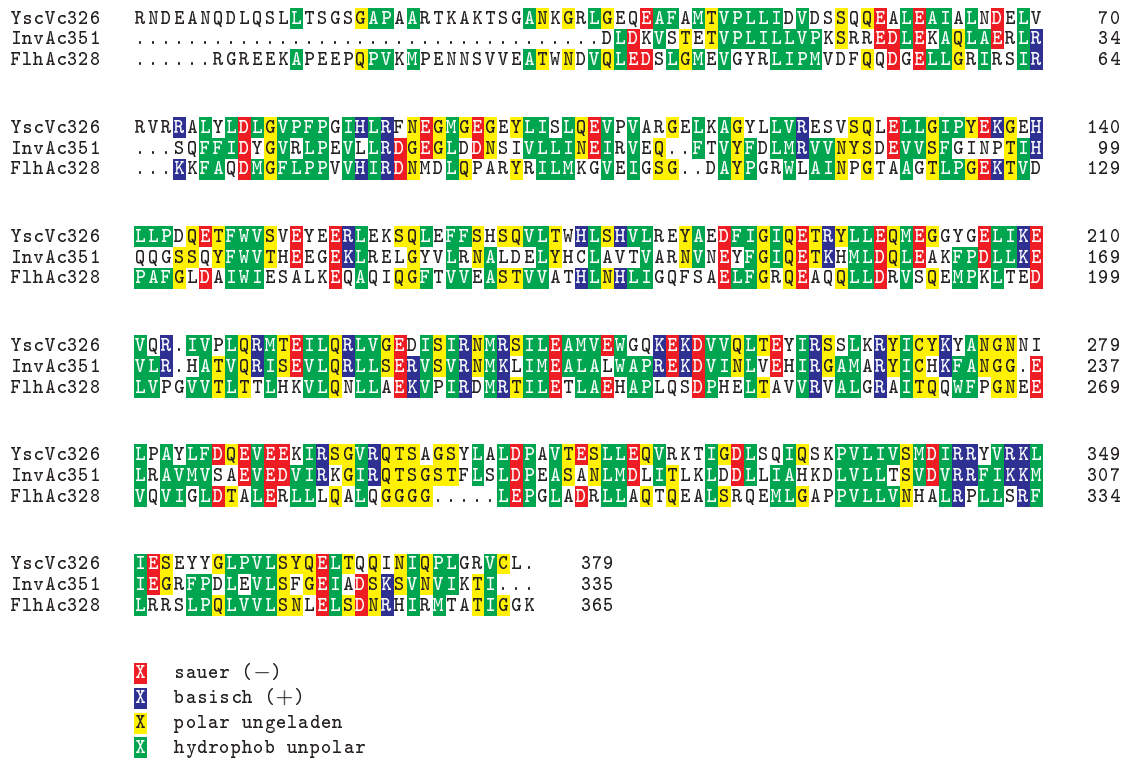 YscVc326 RNDEANQDLQSLLTSGSGAPAARTKAKTSGANKGRLGEQEAFAMTVPLLIDVDSSQQEALEAIALNDELV 70
InvAc351 ....................................DLDKVSTETVPLILLVPKSRREDLEKAQLAERLR 34
FlhAc328 ......RGREEKAPEEPQPVKMPENNSVVEATWNDVQLEDSLGMEVGYRLIPMVDFQQDGELLGRIRSIR 64
YscVc326 RVRRALYLDLGVPFPGIHLRFNEGMGEGEYLISLQEVPVARGELKAGYLLVRESVSQLELLGIPYEKGEH 140
InvAc351 ...SQFFIDYGVRLPEVLLRDGEGLDDNSIVLLINEIRVEQ..FTVYFDLMRVVNYSDEVVSFGINPTIH 99
FlhAc328 ...KKFAQDMGFLPPVVHIRDNMDLQPARYRILMKGVEIGSG..DAYPGRWLAINPGTAAGTLPGEKTVD 129
YscVc326 LLPDQETFWVSVEYEERLEKSQLEFFSHSQVLTWHLSHVLREYAEDFIGIQETRYLLEQMEGGYGELIKE 210
InvAc351 QQGSSQYFWVTHEEGEKLRELGYVLRNALDELYHCLAVTVARNVNEYFGIQETKHMLDQLEAKFPDLLKE 169
FlhAc328 PAFGLDAIWIESALKEQAQIQGFTVVEASTVVATHLNHLIGQFSAELFGRQEAQQLLDRVSQEMPKLTED 199
YscVc326 VQR.IVPLQRMTEILQRLVGEDISIRNMRSILEAMVEWGQKEKDVVQLTEYIRSSLKRYICYKYANGNNI 279
InvAc351 VLR.HATVQRISEVLQRLLSERVSVRNMKLIMEALALWAPREKDVINLVEHIRGAMARYICHKFANGG.E 237
FlhAc328 LVPGVVTLTTLHKVLQNLLAEKVPIRDMRTILETLAEHAPLQSDPHELTAVVRVALGRAITQQWFPGNEE 269
YscVc326 LPAYLFDQEVEEKIRSGVRQTSAGSYLALDPAVTESLLEQVRKTIGDLSQIQSKPVLIVSMDIRRYVRKL 349
InvAc351 LRAVMVSAEVEDVIRKGIRQTSGSTFLSLDPEASANLMDLITLKLDDLLIAHKDLVLLTSVDVRRFIKKM 307
FlhAc328 VQVIGLDTALERLLLQALQGGGG.....LEPGLADRLLAQTQEALSRQEMLGAPPVLLVNHALRPLLSRF 334
YscVc326 IESEYYGLPVLSYQELTQQINIQPLGRVCL. 379
InvAc351 IEGRFPDLEVLSFGEIADSKSVNVIKTI... 335
FlhAc328 LRRSLPQLVVLSNLELSDNRHIRMTATIGGK 365
X sauer (−)
X basisch (+)
X polar ungeladen
X hydrophob unpolar